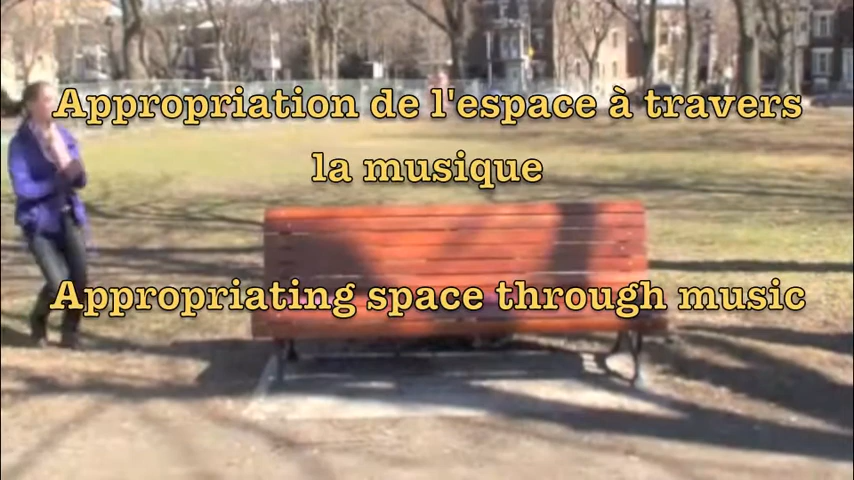 Appropriation de l'espace à travers
la musique
Appropriating space through music